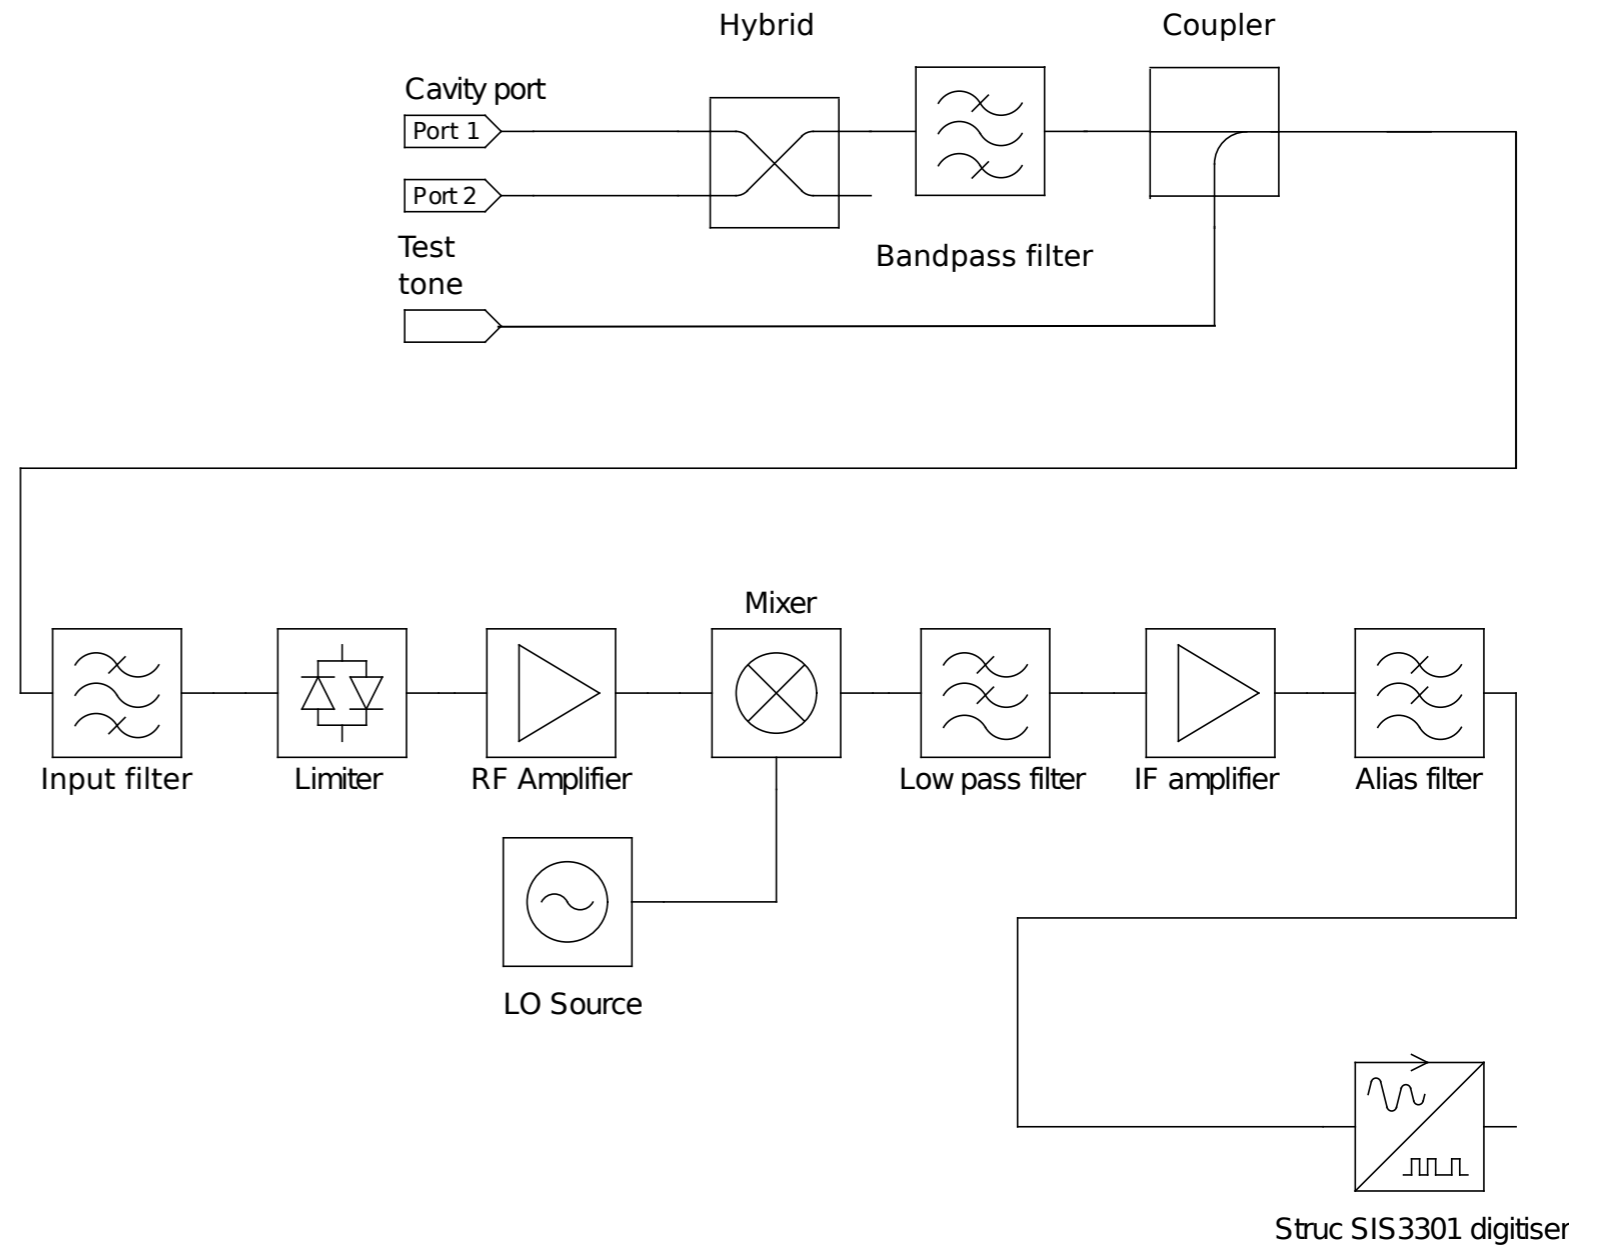 Hybrid
Coupler
Cavity port
Port 1
Port 2
Test
tone
Bandpass filter
Mixer
Input filter
Limiter
RF Amplifier
Low pass filter
IF amplifier
Alias filter
LO Source
Struc SIS3301 digitiser